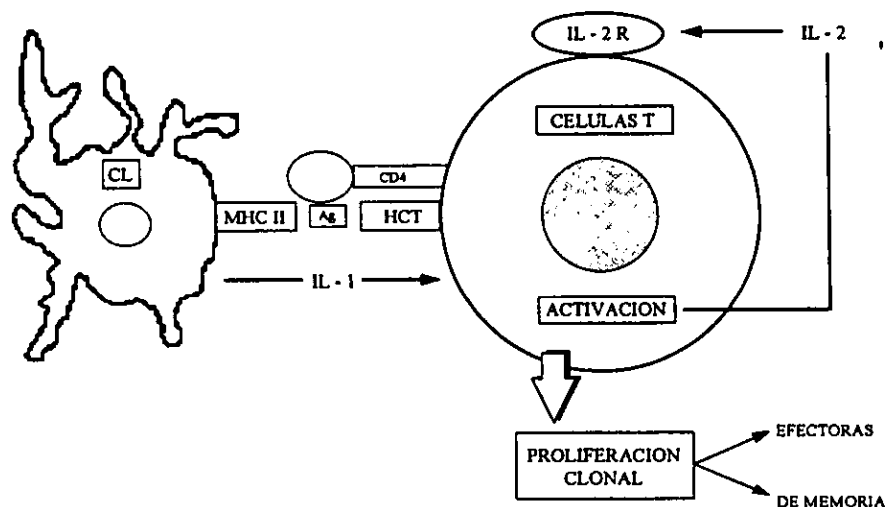 IL - 2 R
IL - 2
CELULAS T
CL
CD4
MHC II
Ag
HCT
IL - 1
ACTIVACION
PROLIFERACION
CLONAL
EFECTORAS
DE MEMORIA